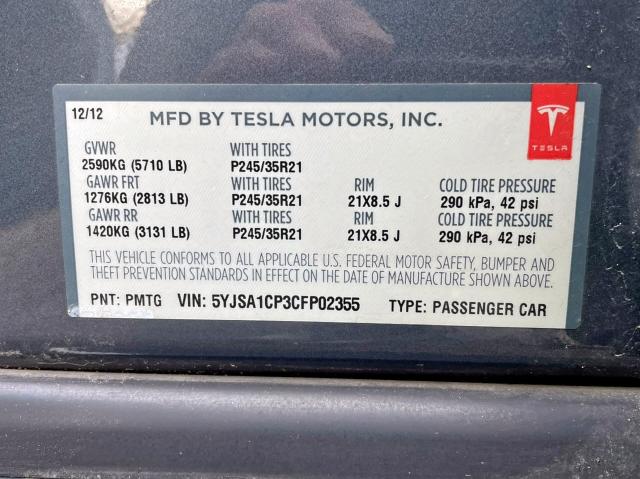 12/12 MFD BY TESLA MOTORS, INC.
TESLA
GVWR WITH TIRES
2590KG (5710 LB) P245/35R21
GAWR FRT WITH TIRES RIM COLD TIRE PRESSURE
1276KG (2813 LB) P245/35R21 21X8.5 J 290 kPa, 42 psi
GAWR RR WITH TIRES RIM COLD TIRE PRESSURE
1420KG (3131 LB) P245/35R21 21X8.5 J 290 kPa, 42 psi
THIS VEHICLE CONFORMS TO ALL APPLICABLE U.S. FEDERAL MOTOR SAFETY, BUMPER AND
THEFT PREVENTION STANDARDS IN EFFECT ON THE DATE OF MANUFACTURE SHOWN ABOVE.
PNT: PMTG VIN: 5YJSA1CP3CFP02355 TYPE: PASSENGER CAR